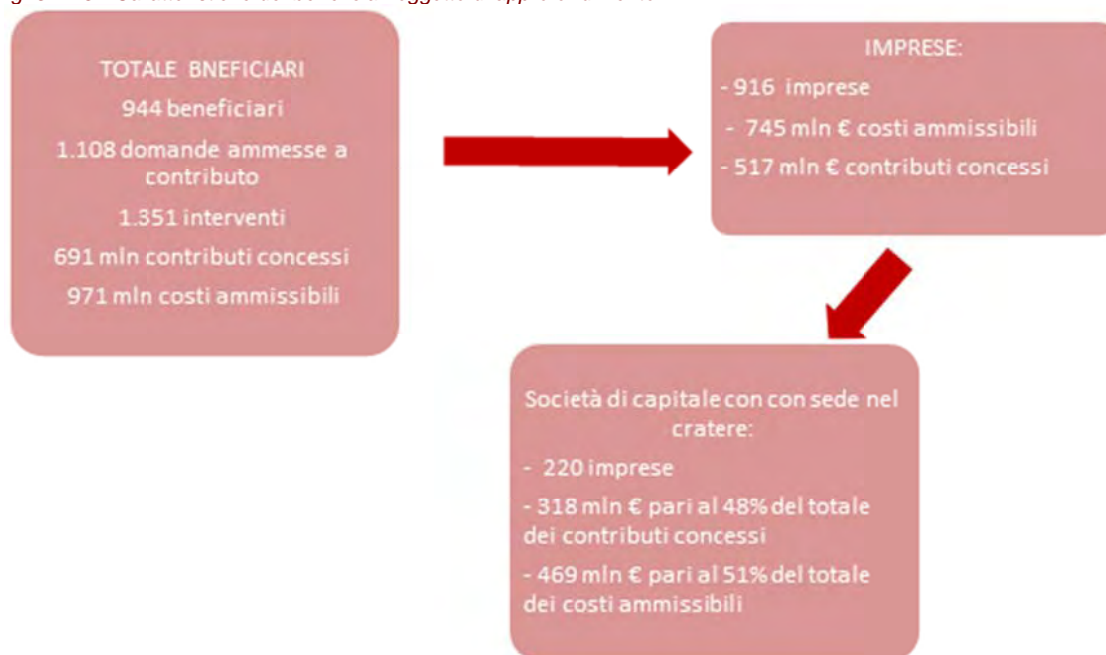 TOTALE BNEFICIARI
944 beneficiari
1.108 domande ammesse a
contributo
1.351 interventi
691 mln contributi concessi
971 mln costi ammissibili
IMPRESE:
- 916 imprese
- 745 mln € costi ammissibili
- 517 mln € contributi concessi
Società di capitale con con sede nel
cratere:
- 220 imprese
- 318 mln € pari al 48% del totale
dei contributi concessi
- 469 mln € pari al 51% del totale
dei costi ammissibili